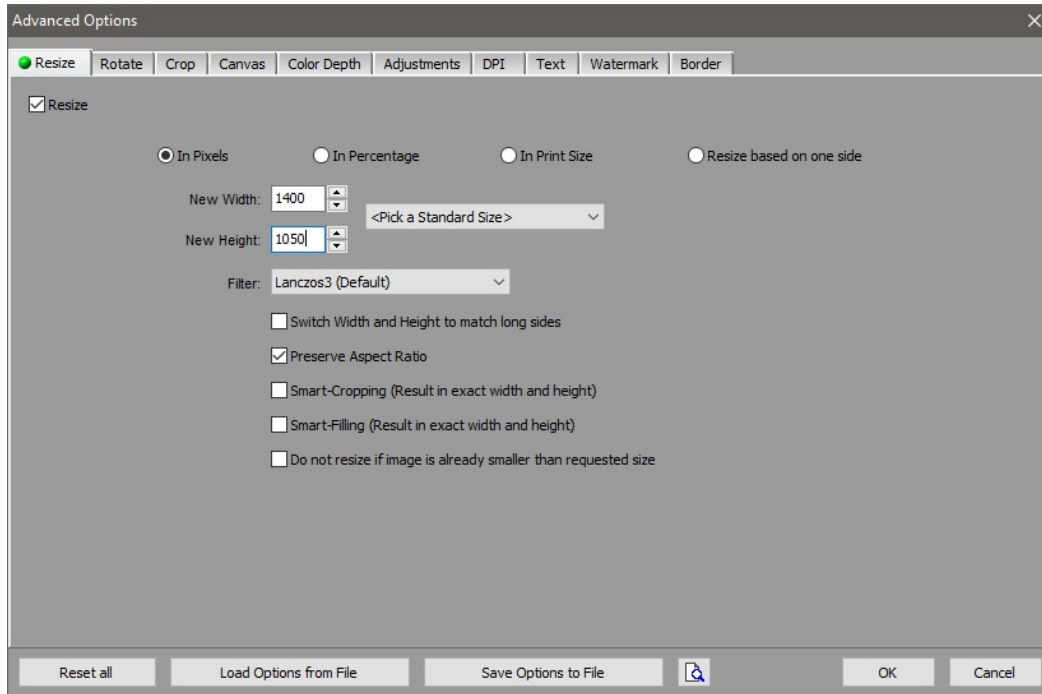 Advanced Options
Resize Rotate Crop Canvas Color Depth Adjustments DPI Text Watermark Border
Resize
In Pixels In Percentage In Print Size Resize based on one side
New Width: 1400
<Pick a Standard Size>
New Height: 1050
Filter: Lanczos3 (Default)
Switch Width and Height to match long sides
Preserve Aspect Ratio
Smart-Cropping (Result in exact width and height)
Smart-Filling (Result in exact width and height)
Do not resize if image is already smaller than requested size
Reset all Load Options from File Save Options to File OK Cancel